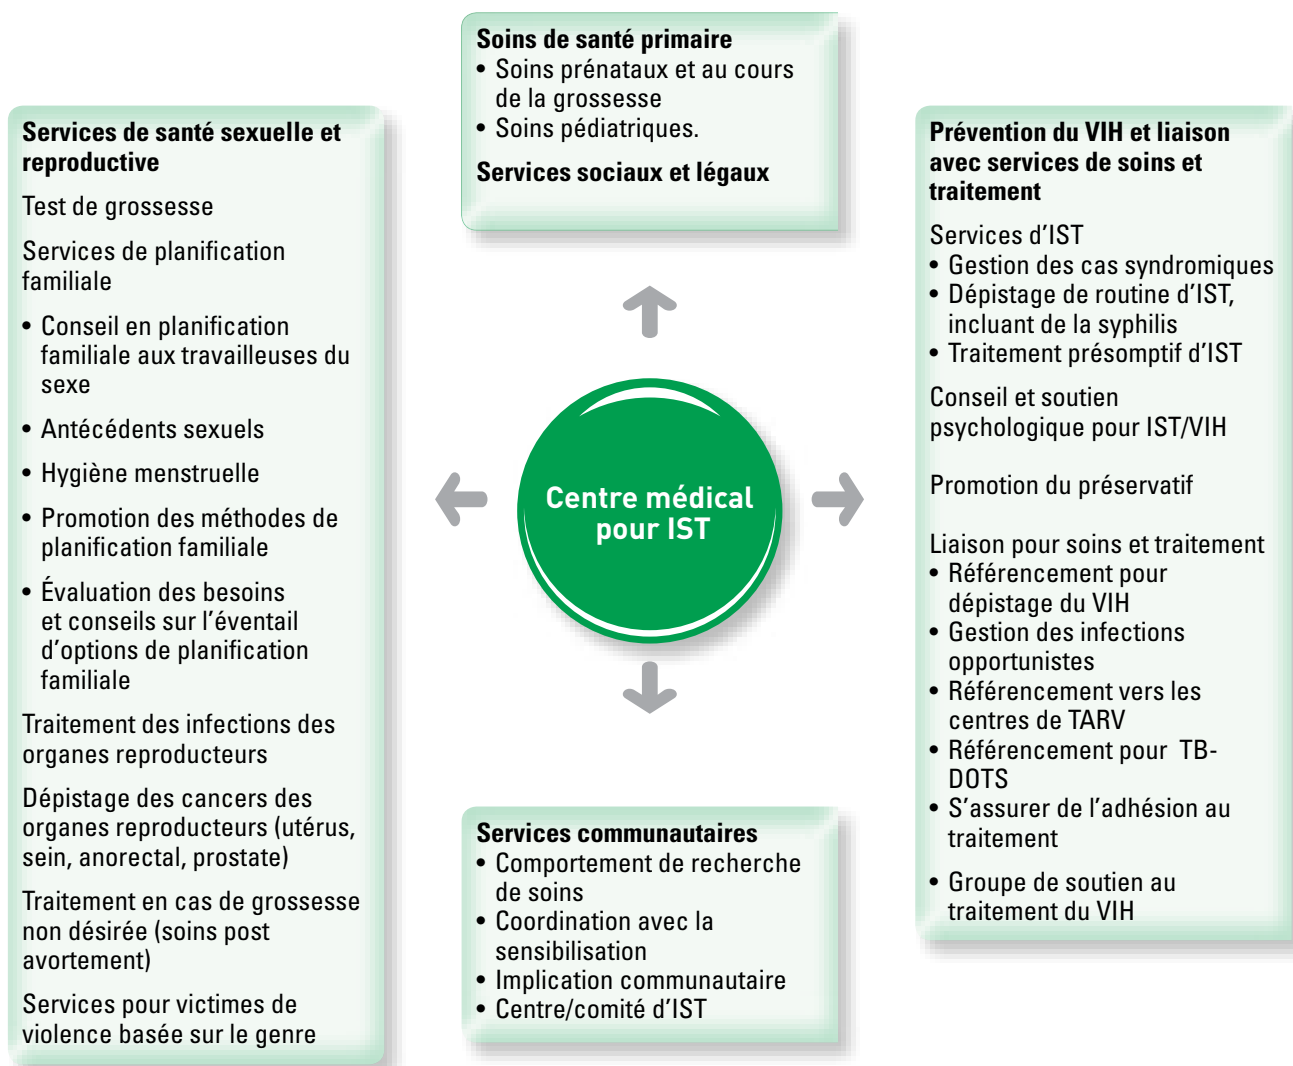 Soins de santé primaire
• Soins prénataux et au cours
de la grossesse
• Soins pédiatriques.
Services sociaux et légaux
Services de santé sexuelle et
reproductive
Test de grossesse
Services de planification
familiale
• Conseil en planification
familiale aux travailleuses du
sexe
• Antécédents sexuels
• Hygiène menstruelle
• Promotion des méthodes de
planification familiale
• Évaluation des besoins
et conseils sur l’éventail
d’options de planification
familiale
Traitement des infections des
organes reproducteurs
Dépistage des cancers des
organes reproducteurs (utérus,
sein, anorectal, prostate)
Traitement en cas de grossesse
non désirée (soins post
avortement)
Services pour victimes de
violence basée sur le genre
Centre médical
pour IST
Prévention du VIH et liaison
avec services de soins et
traitement
Services d’IST
• Gestion des cas syndromiques
• Dépistage de routine d’IST,
incluant de la syphilis
• Traitement présomptif d’IST
Conseil et soutien
psychologique pour IST/VIH
Promotion du préservatif
Liaison pour soins et traitement
• Référencement pour
dépistage du VIH
• Gestion des infections
opportunistes
• Référencement vers les
centres de TARV
• Référencement pour TB-
DOTS
• S’assurer de l’adhésion au
traitement
• Groupe de soutien au
traitement du VIH
Services communautaires
• Comportement de recherche
de soins
• Coordination avec la
sensibilisation
• Implication communautaire
• Centre/comité d’IST